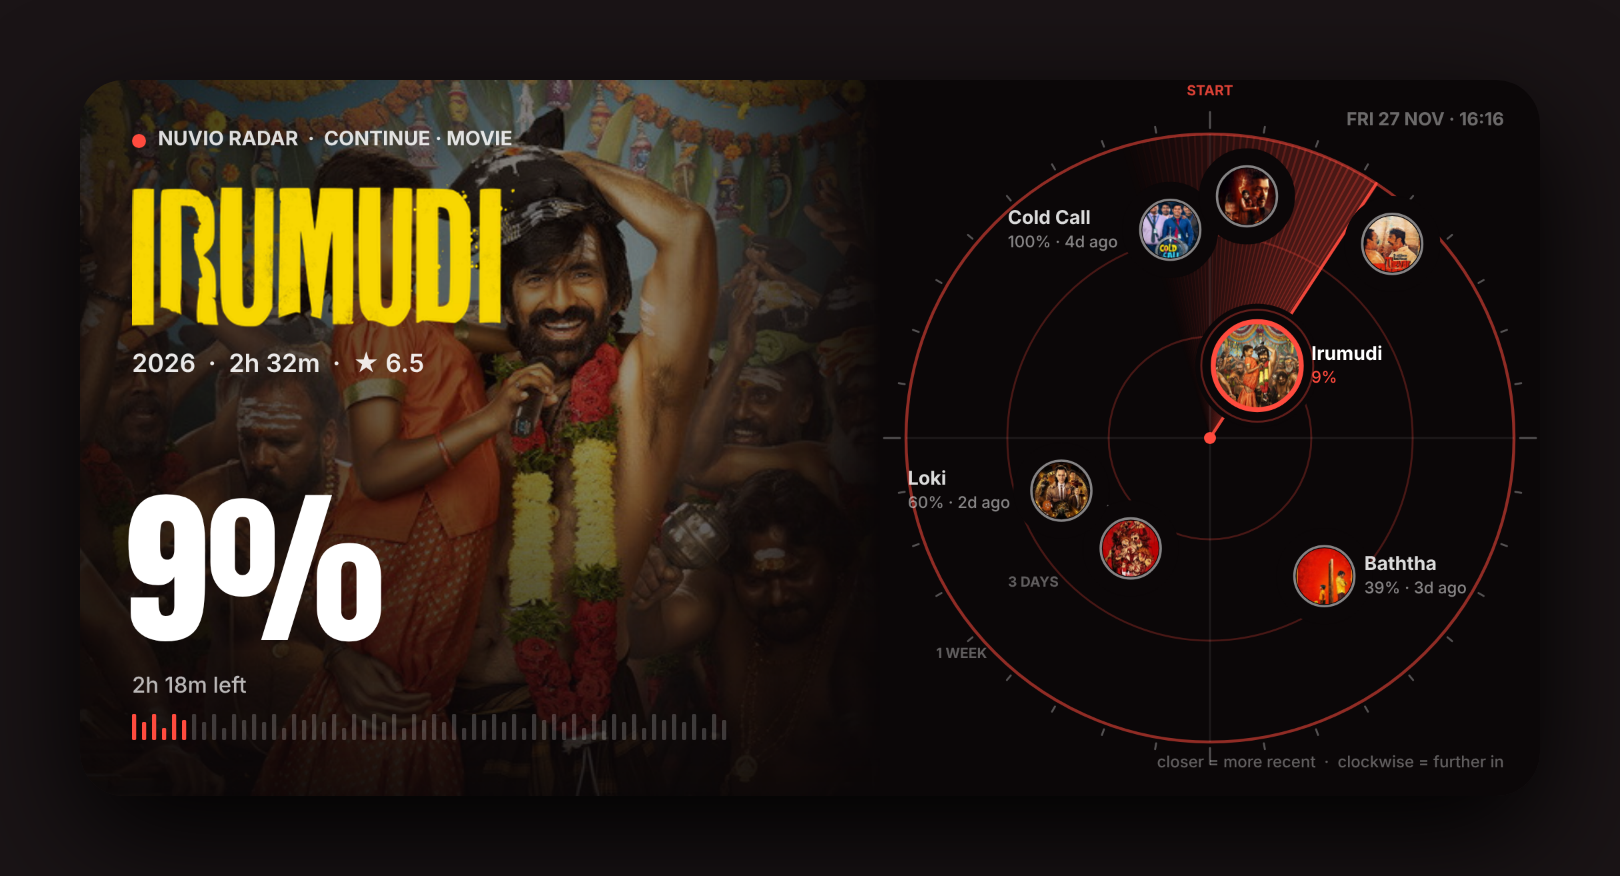 NUVIO RADAR · CONTINUE · MOVIE
IRUMUDI
2026 · 2h 32m · ★ 6.5
9%
2h 18m left
START
FRI 27 NOV · 16:16
Cold Call
100% · 4d ago
COLD
CALL
Irumudi
9%
Loki
60% · 2d ago
Baththa
39% · 3d ago
3 DAYS
1 WEEK
closer = more recent · clockwise = further in